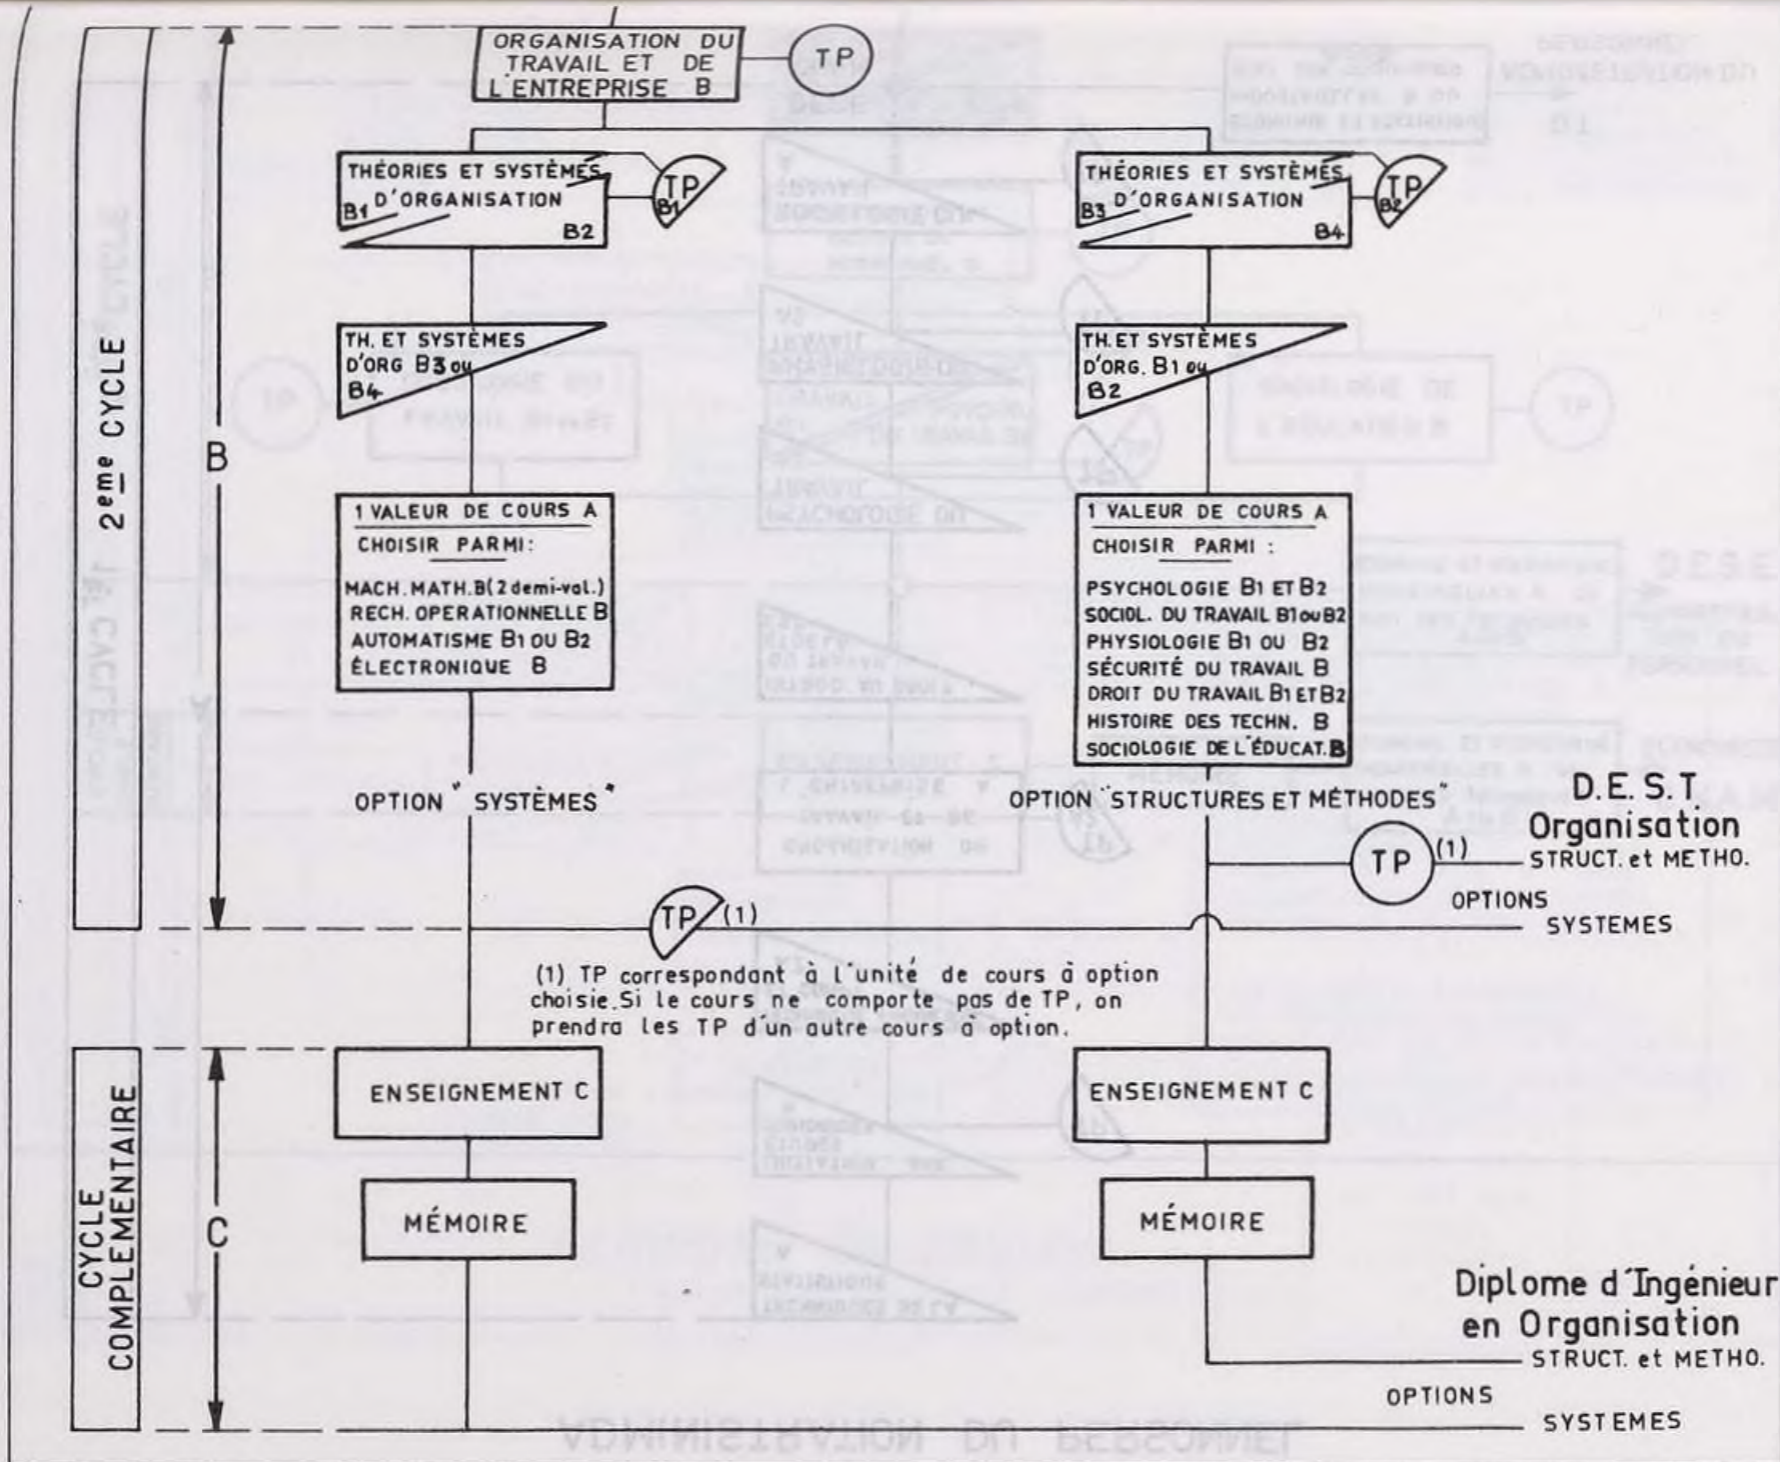 ORGANISATION DU
TRAVAIL ET DE
L'ENTREPRISE B
TP
THÉORIES ET SYSTÈMES
D'ORGANISATION
B1
B2
TP
B1
THÉORIES ET SYSTÈMES
D'ORGANISATION
B3
B4
TP
B2
TH. ET SYSTÈMES
D'ORG B3 ou
B4
TH. ET SYSTÈMES
D'ORG. B1 ou
B2
2eme CYCLE
B
1 VALEUR DE COURS A
CHOISIR PARMI :
MACH. MATH. B (2 demi-val.)
RECH. OPERATIONNELLE B
AUTOMATISME B1 OU B2
ÉLECTRONIQUE B
1 VALEUR DE COURS A
CHOISIR PARMI :
PSYCHOLOGIE B1 ET B2
SOCIOL. DU TRAVAIL B1 ou B2
PHYSIOLOGIE B1 OU B2
SÉCURITÉ DU TRAVAIL B
DROIT DU TRAVAIL B1 ET B2
HISTOIRE DES TECHN. B
SOCIOLOGIE DE L'ÉDUCAT. B
OPTION "SYSTÈMES"
OPTION "STRUCTURES ET MÉTHODES"
D.E.S.T.
Organisation
TP (1) STRUCT. et METHO.
OPTIONS
TP (1) SYSTEMES
(1) TP correspondant à l'unité de cours à option
choisie. Si le cours ne comporte pas de TP, on
prendra les TP d'un autre cours à option.
CYCLE
COMPLEMENTAIRE
C
ENSEIGNEMENT C
ENSEIGNEMENT C
MÉMOIRE
MÉMOIRE
Diplome d'Ingénieur
en Organisation
STRUCT. et METHO.
OPTIONS
SYSTEMES